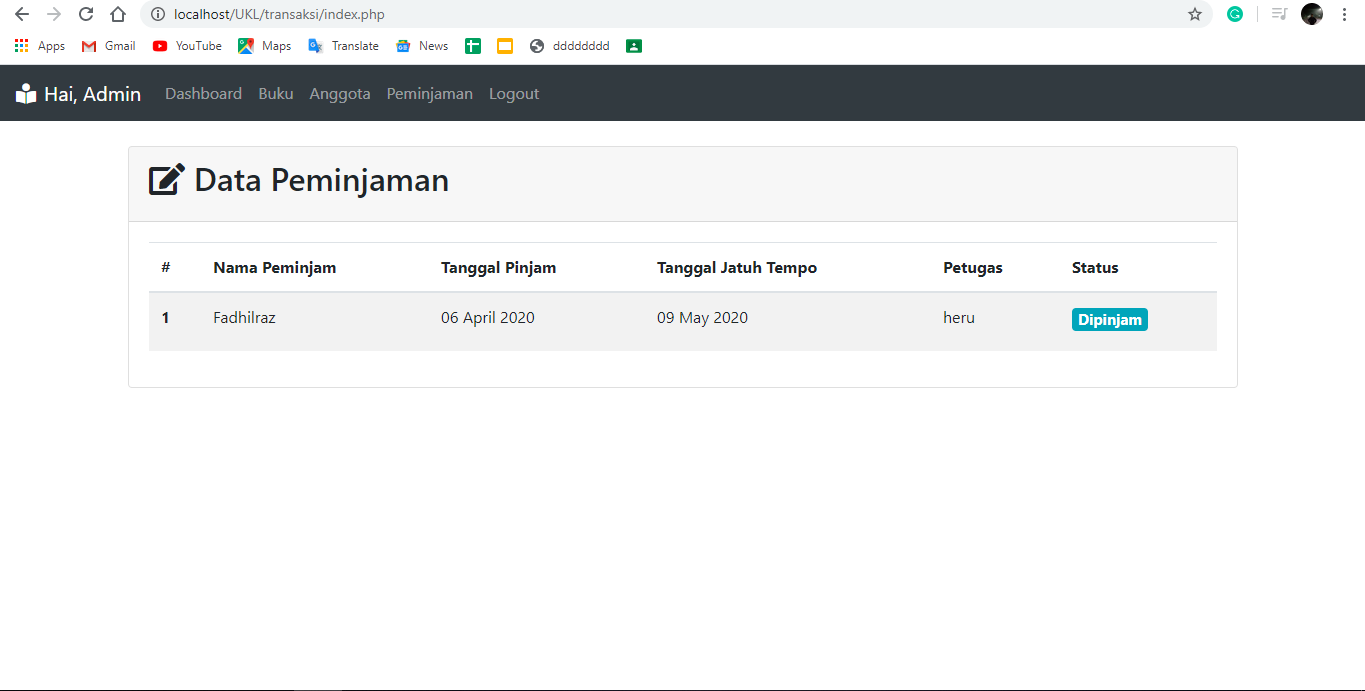 localhost/UKL/transaksi/index.php
Apps Gmail YouTube Maps Translate News dddddddd
Hai, Admin Dashboard Buku Anggota Peminjaman Logout
Data Peminjaman
# Nama Peminjam Tanggal Pinjam Tanggal Jatuh Tempo Petugas Status
1 Fadhilraz 06 April 2020 09 May 2020 heru Dipinjam